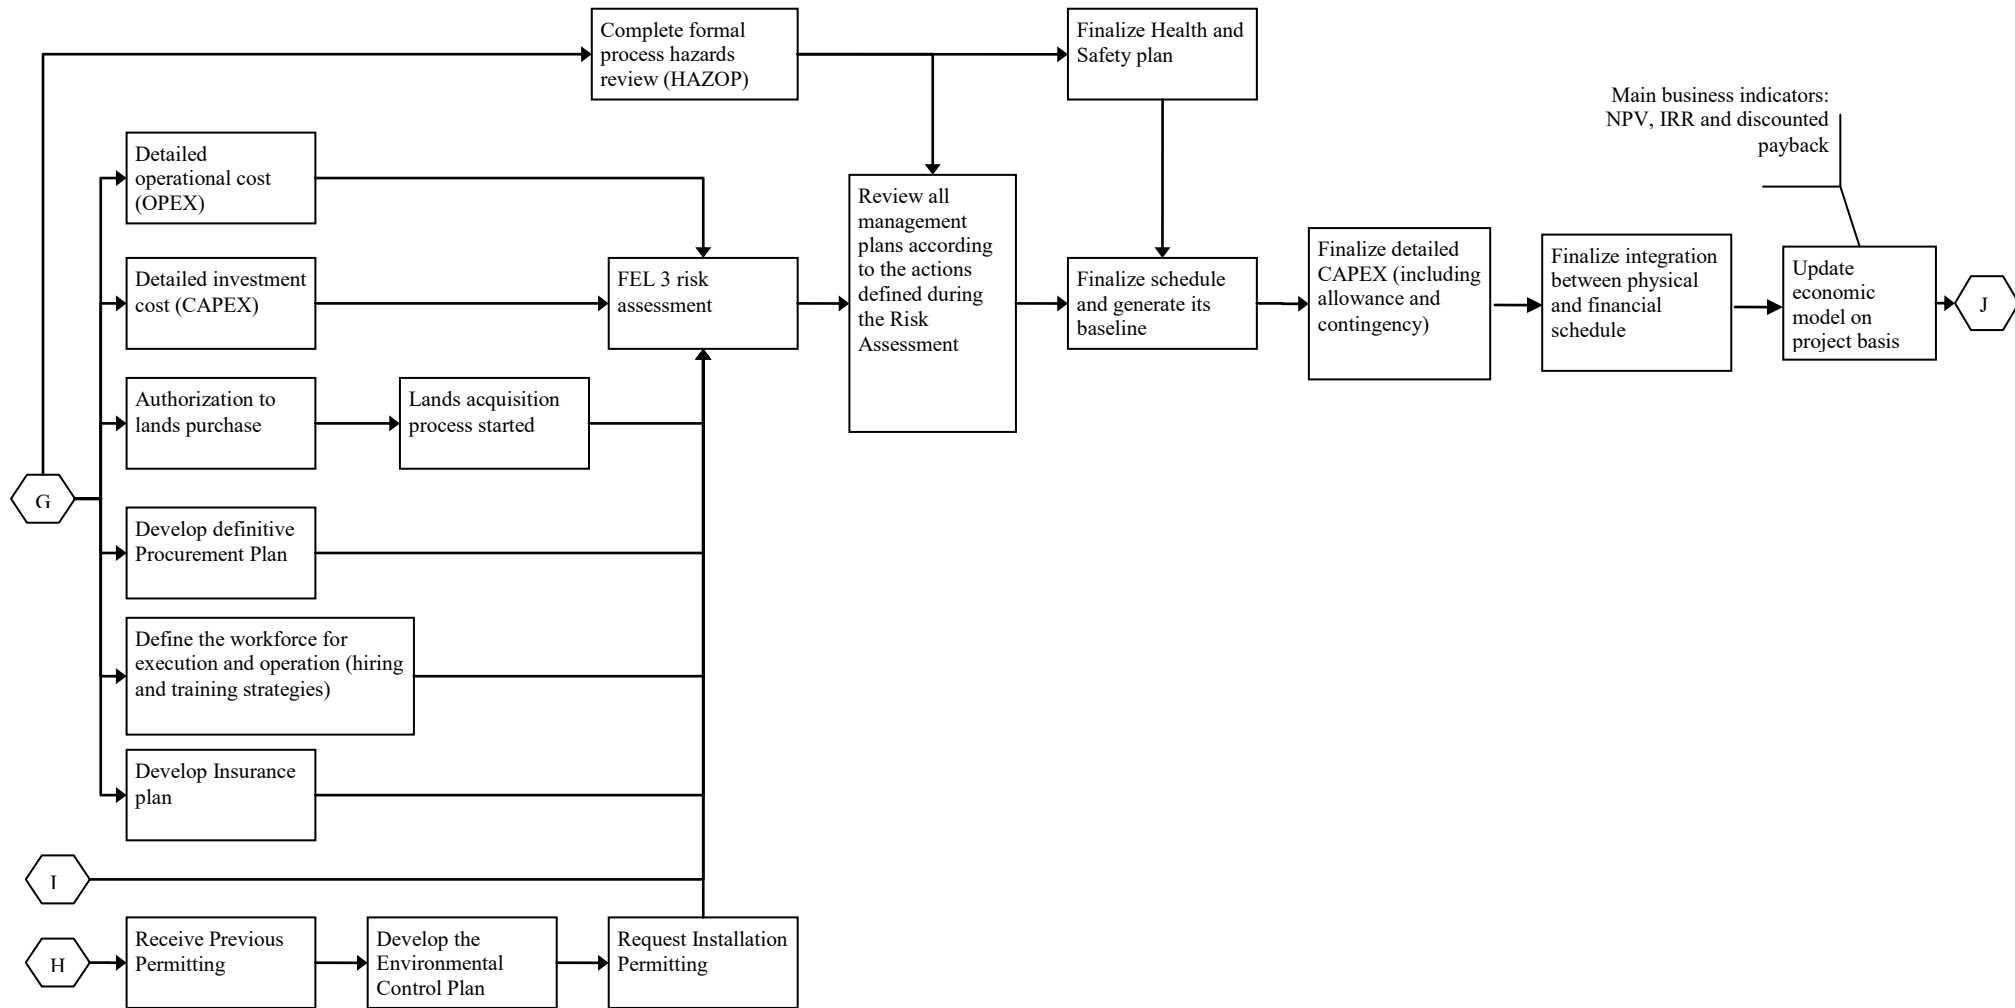 Complete formal
process hazards
review (HAZOP)
Finalize Health and
Safety plan
Main business indicators:
NPV, IRR and discounted
payback
Detailed
operational cost
(OPEX)
Review all
management
plans according
to the actions
defined during
the Risk
Assessment
Detailed investment
cost (CAPEX)
FEL 3 risk
assessment
Finalize schedule
and generate its
baseline
Finalize detailed
CAPEX (including
allowance and
contingency)
Finalize integration
between physical
and financial
schedule
Update
economic
model on
project basis
J
Authorization to
lands purchase
Lands acquisition
process started
G
Develop definitive
Procurement Plan
Define the workforce for
execution and operation (hiring
and training strategies)
Develop Insurance
plan
I
H
Receive Previous
Permitting
Develop the
Environmental
Control Plan
Request Installation
Permitting